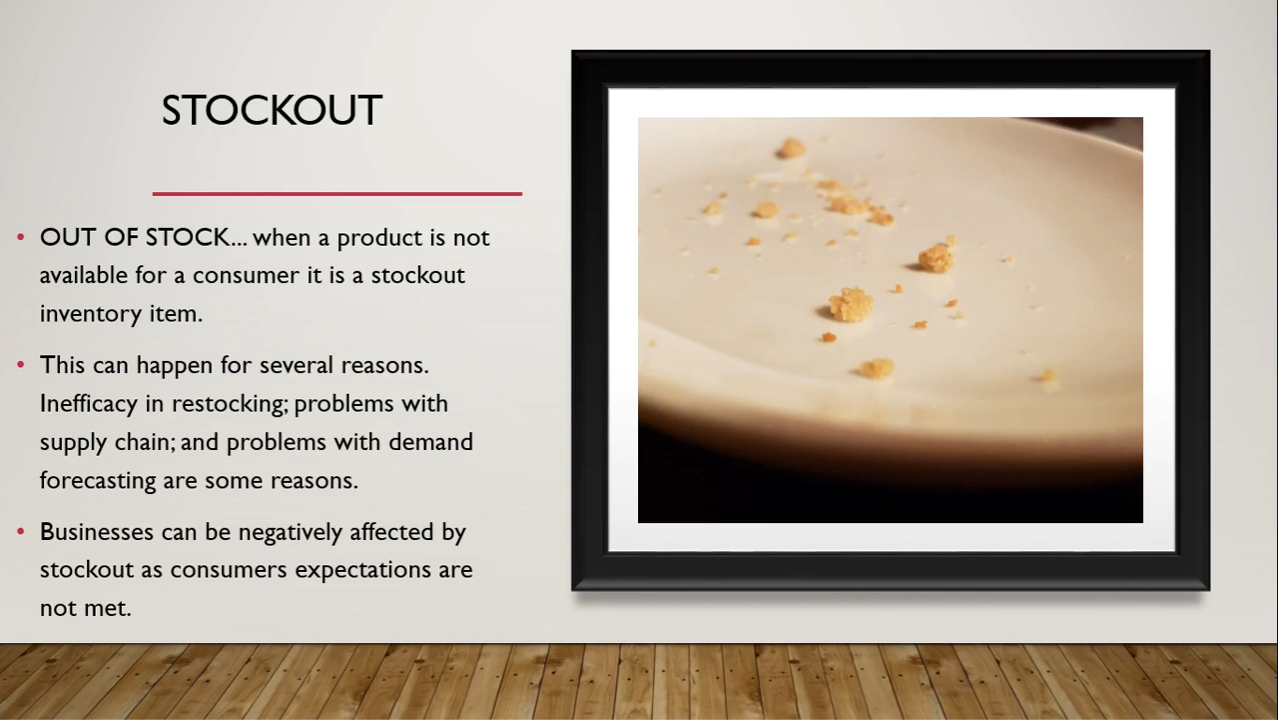 STOCKOUT
• OUT OF STOCK... when a product is not
available for a consumer it is a stockout
inventory item.
• This can happen for several reasons.
Inefficacy in restocking; problems with
supply chain; and problems with demand
forecasting are some reasons.
• Businesses can be negatively affected by
stockout as consumers expectations are
not met.